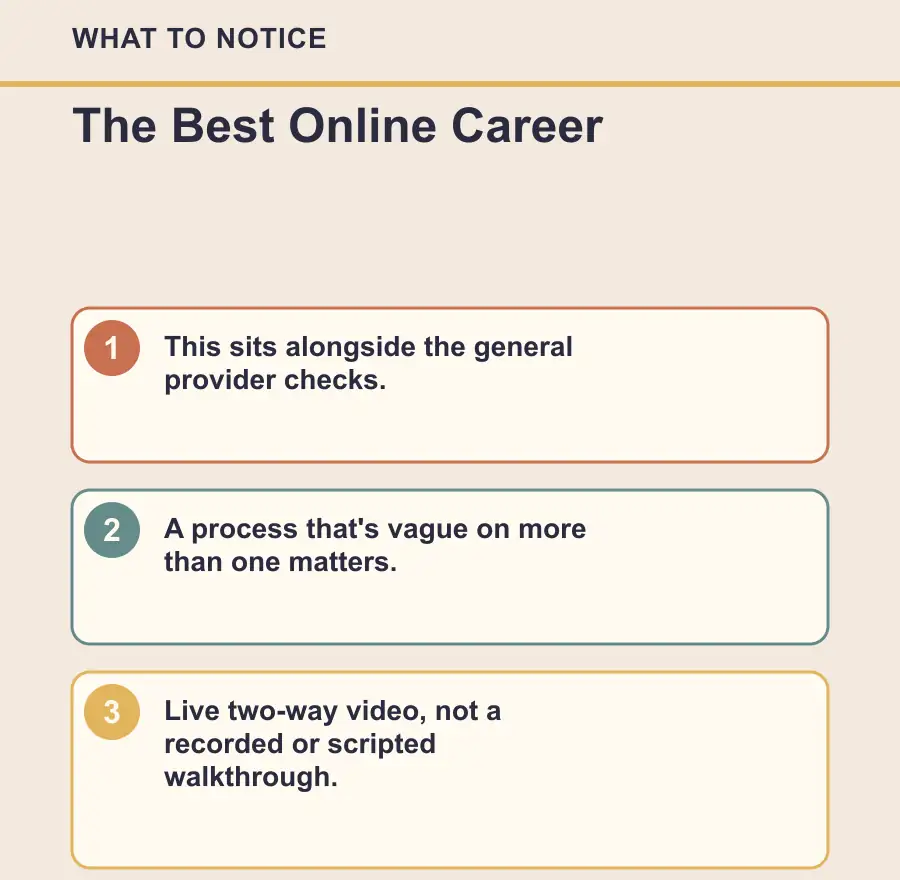 WHAT TO NOTICE
The Best Online Career
1
This sits alongside the general
provider checks.
2
A process that's vague on more
than one matters.
3
Live two-way video, not a
recorded or scripted
walkthrough.